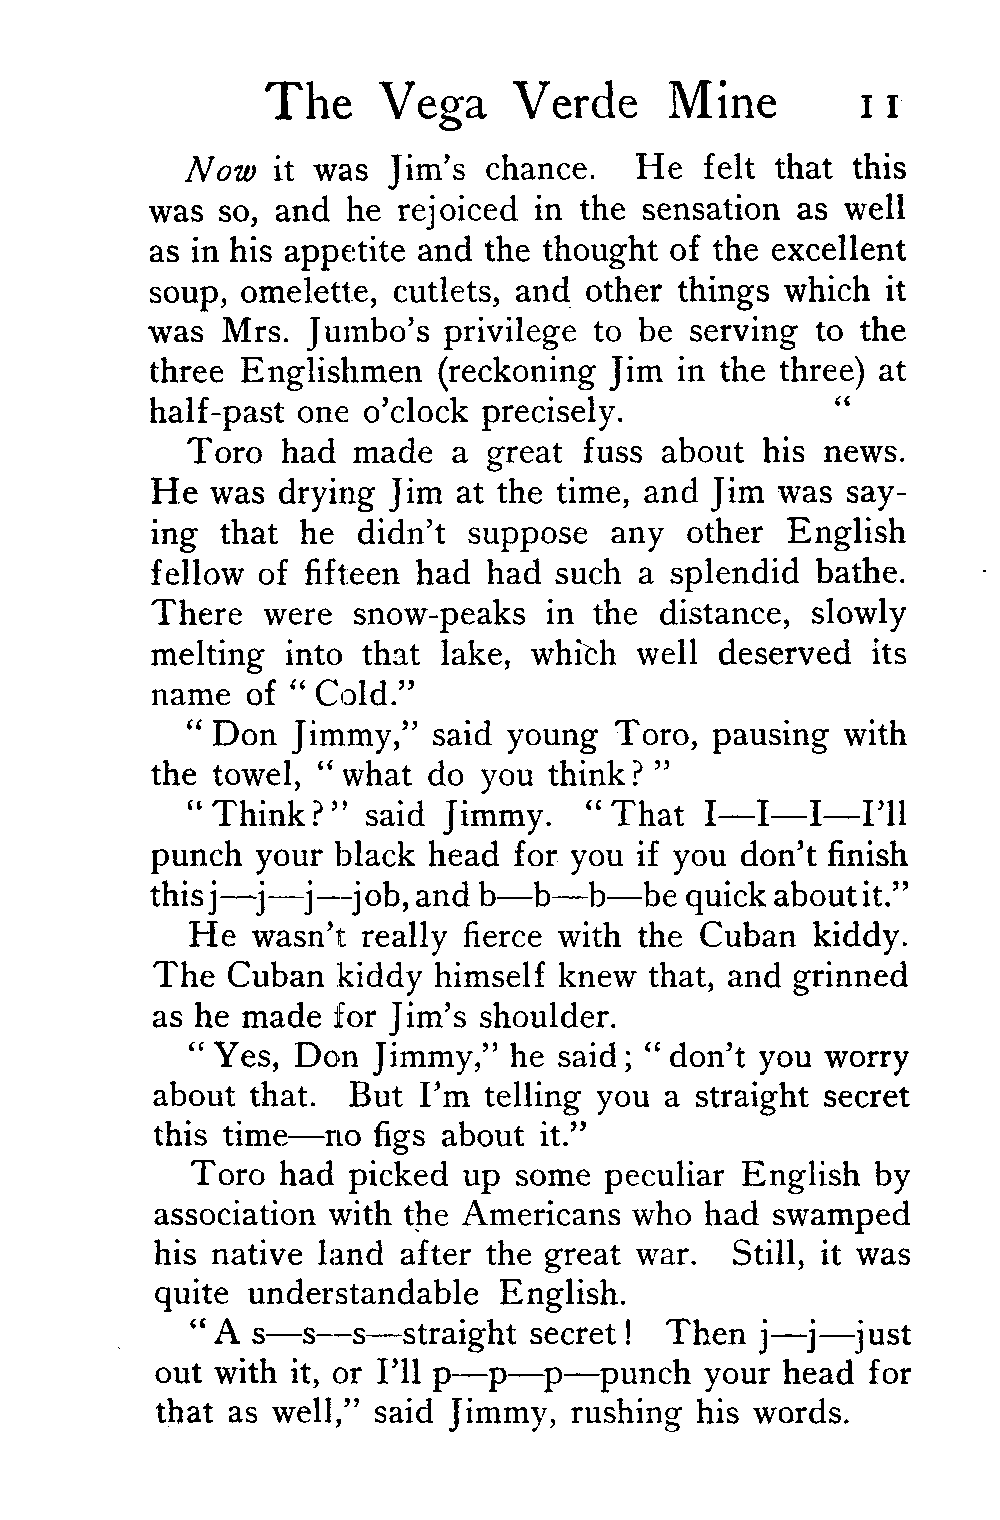 The Vega Verde Mine 11
Now it was Jim's chance. He felt that this
was so, and he rejoiced in the sensation as well
as in his appetite and the thought of the excellent
soup, omelette, cutlets, and other things which it
was Mrs. Jumbo's privilege to be serving to the
three Englishmen (reckoning Jim in the three) at
half-past one o'clock precisely. “
Toro had made a great fuss about his news.
He was drying Jim at the time, and Jim was say-
ing that he didn't suppose any other English
fellow of fifteen had had such a splendid bathe.
There were snow-peaks in the distance, slowly
melting into that lake, which well deserved its
name of “Cold.”
“Don Jimmy,” said young Toro, pausing with
the towel, “what do you think?”
“Think?” said Jimmy. “That I—I—I—I'll
punch your black head for you if you don't finish
this j—j—j—job, and b—b—b—be quick about it.”
He wasn't really fierce with the Cuban kiddy.
The Cuban kiddy himself knew that, and grinned
as he made for Jim's shoulder.
“Yes, Don Jimmy,” he said; “don't you worry
about that. But I'm telling you a straight secret
this time—no figs about it.”
Toro had picked up some peculiar English by
association with the Americans who had swamped
his native land after the great war. Still, it was
quite understandable English.
“A s—s—s—straight secret! Then j—j—just
out with it, or I'll p—p—p—punch your head for
that as well,” said Jimmy, rushing his words.